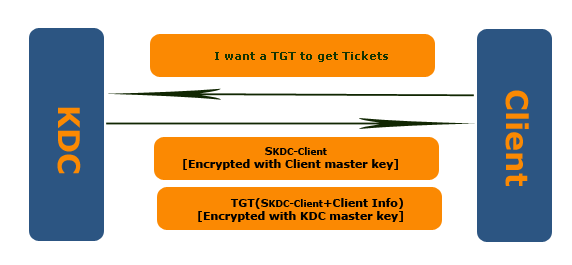 I want a TGT to get Tickets
KDC
Client
SKDC-Client
[Encrypted with Client master key]
TGT(SKDC-Client+Client Info)
[Encrypted with KDC master key]